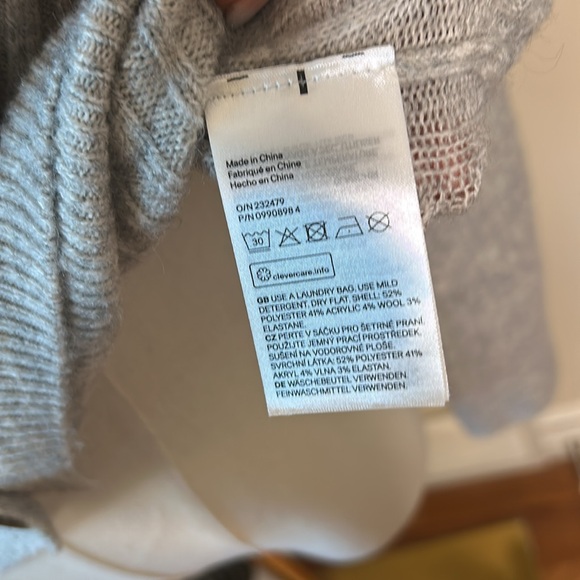 Made in China
Fabriqué en Chine
Hecho en China
O/N 232479
P/N 0990898 4
30
clevercare.info
GB USE A LAUNDRY BAG. USE MILD
DETERGENT. DRY FLAT. SHELL: 52%
POLYESTER 41% ACRYLIC 4% WOOL 3%
ELASTANE.
CZ PERTE V SÁČKU PRO ŠETRNÉ PRANÍ.
POUŽIJTE JEMNÝ PRACÍ PROSTŘEDEK.
SUŠENÍ NA VODOROVNÉ PLOŠE.
SVRCHNÍ LÁTKA: 52% POLYESTER 41%
AKRYL 4% VLNA 3% ELASTAN.
DE WÄSCHEBEUTEL VERWENDEN.
FEINWASCHMITTEL VERWENDEN.